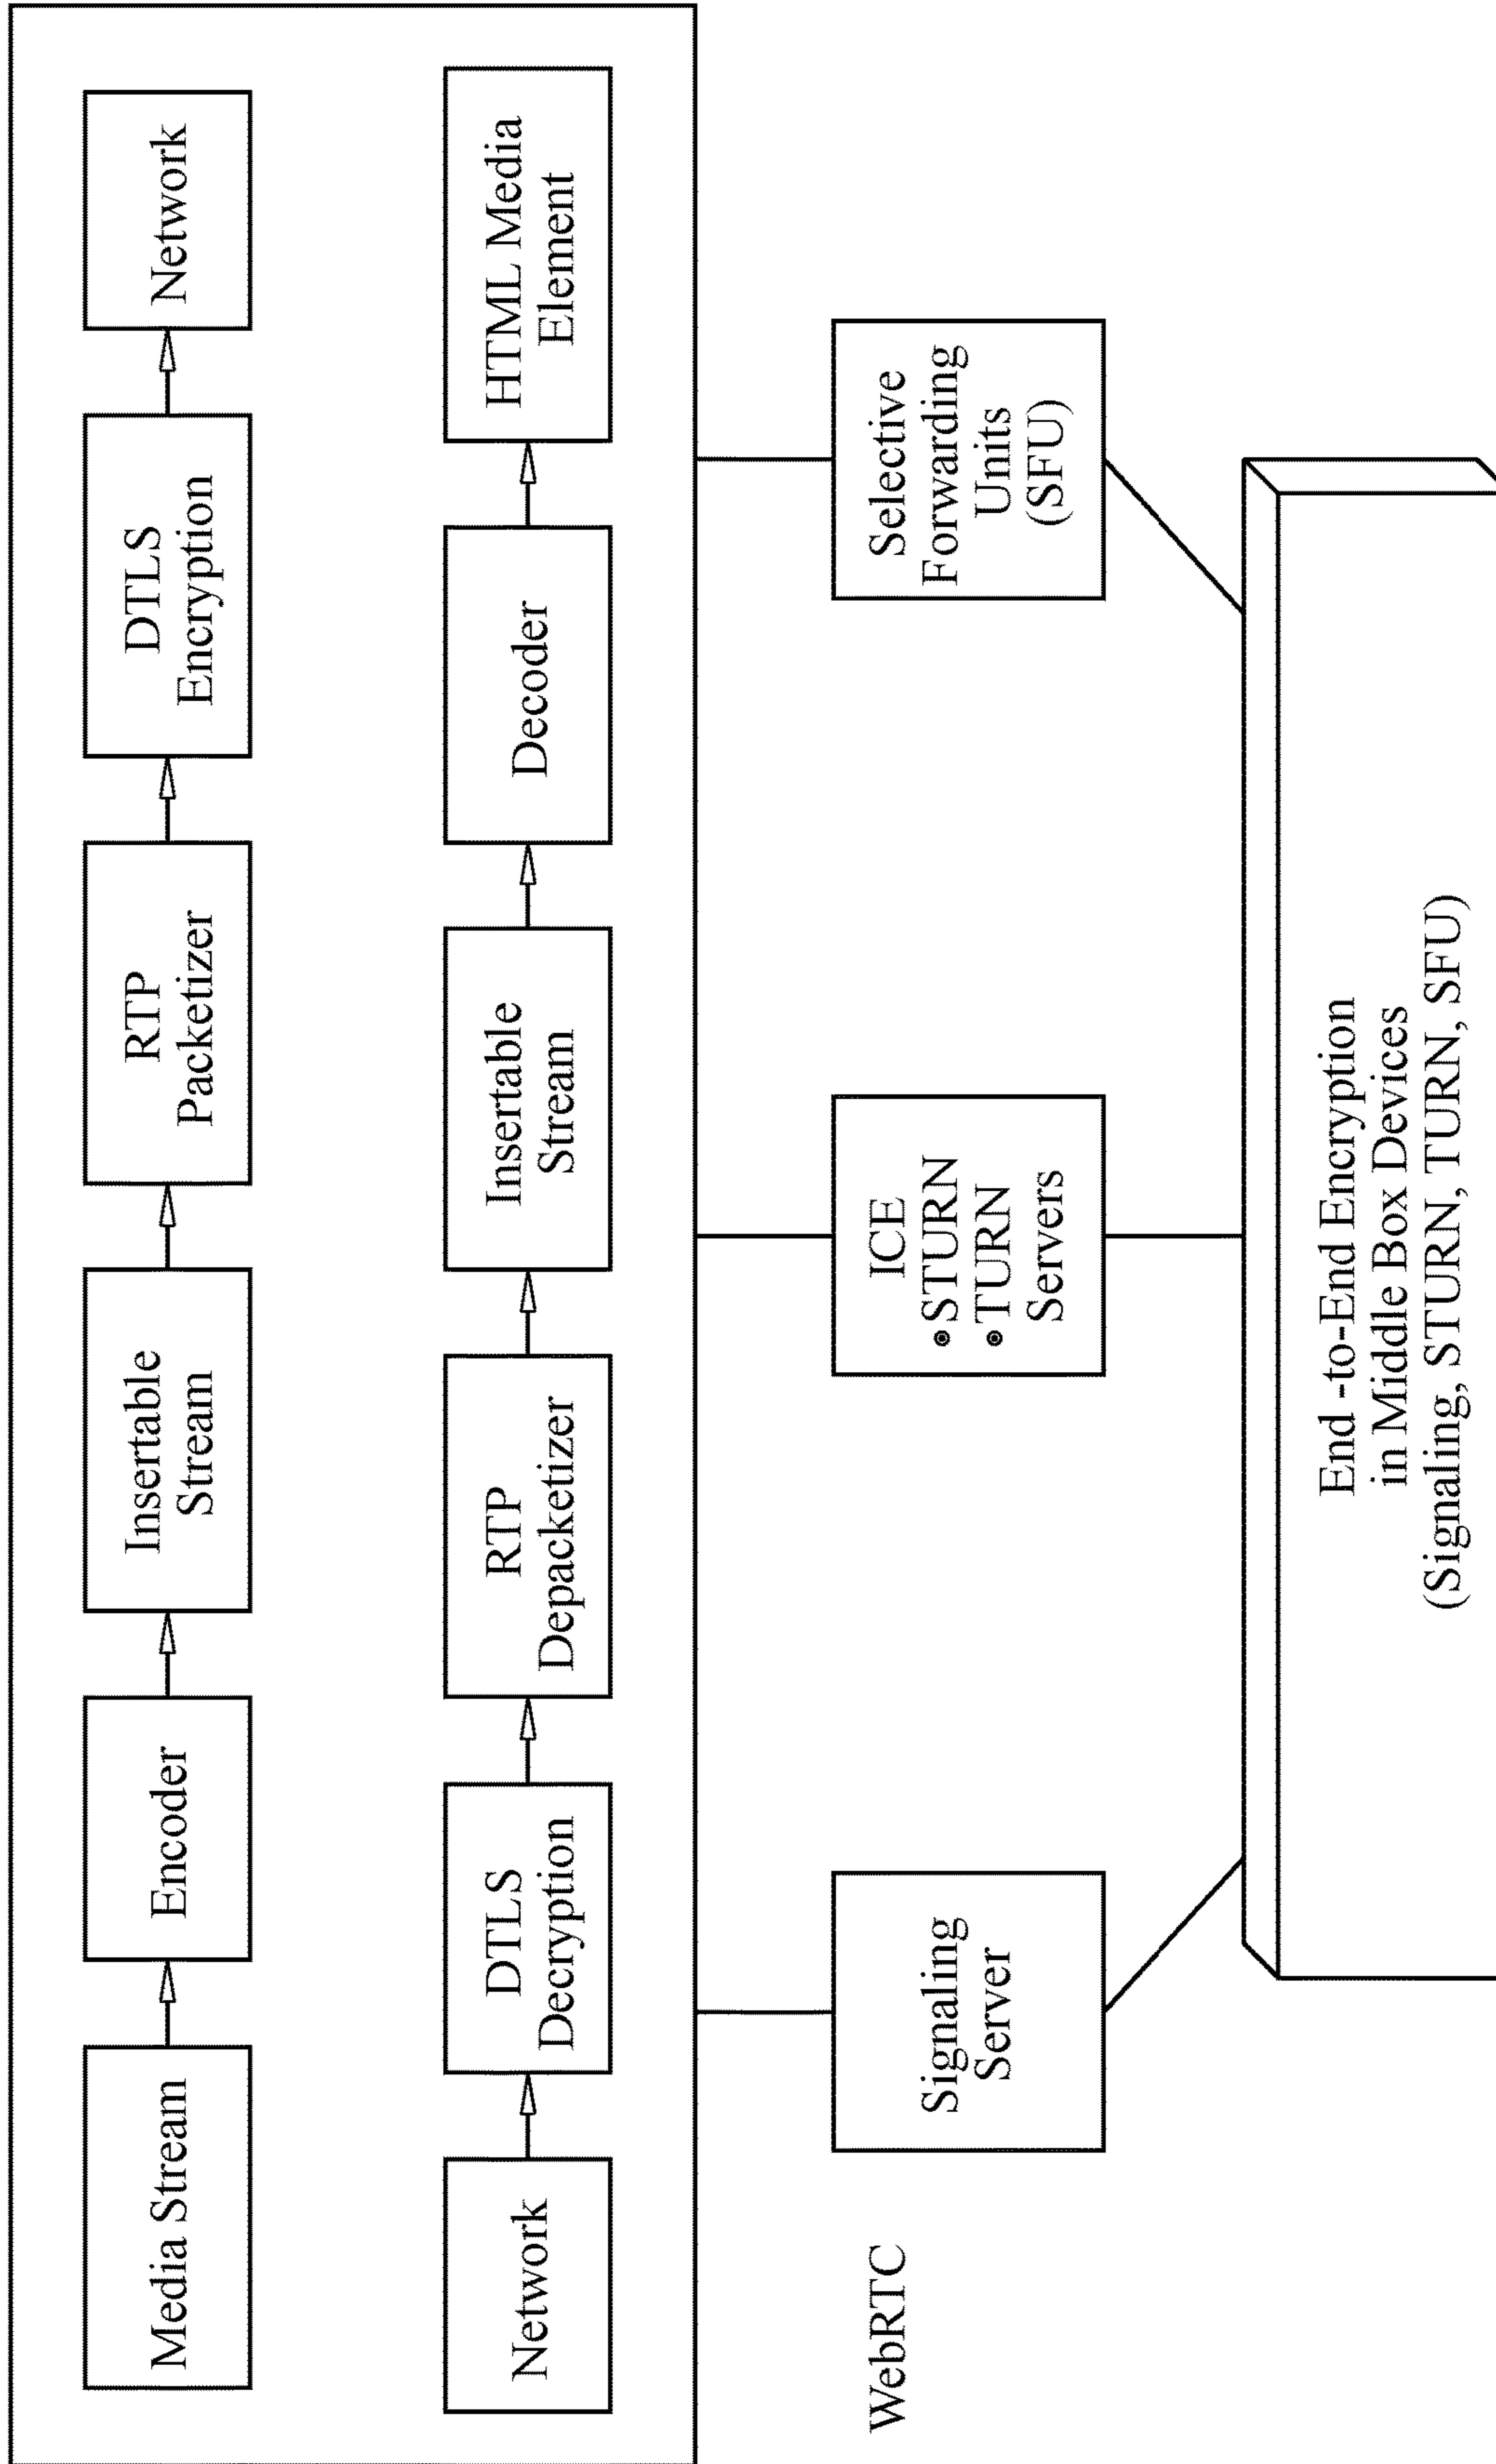 Media Stream
Encoder
Insertable
Stream
RTP
Packetizer
DTLS
Encryption
Network
Network
DTLS
Decryption
RTP
Depacketizer
Insertable
Stream
Decoder
HTML Media
Element
WebRTC
Signaling
Server
ICE
•STURN
•TURN
Servers
Selective
Forwarding
Units
(SFU)
End -to-End Encryption
in Middle Box Devices
(Signaling, STURN, TURN, SFU)